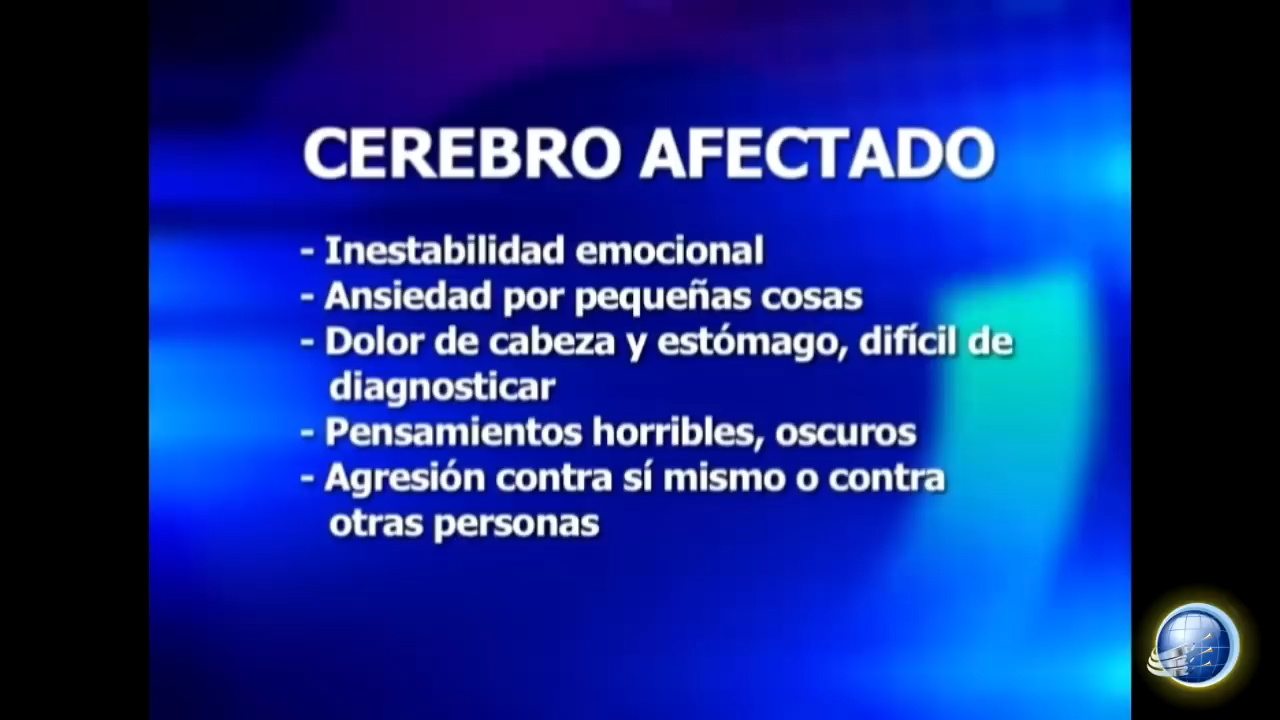 CEREBRO AFECTADO
- Inestabilidad emocional
- Ansiedad por pequeñas cosas
- Dolor de cabeza y estómago, difícil de
diagnosticar
- Pensamientos horribles, oscuros
- Agresión contra sí mismo o contra
otras personas